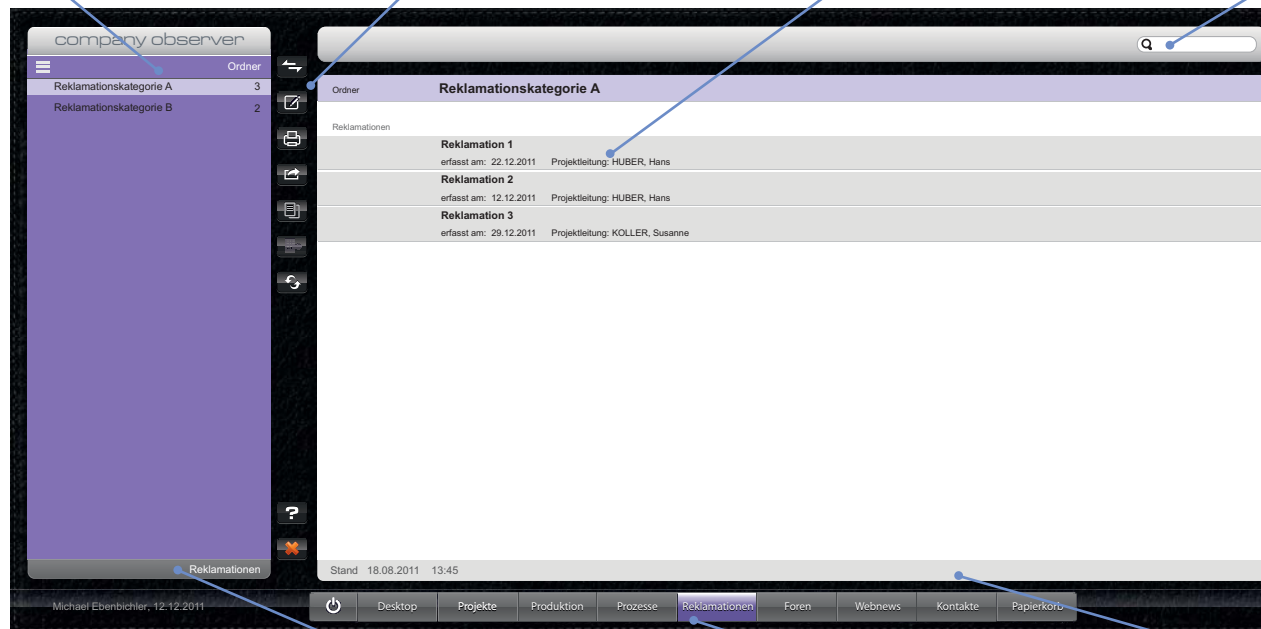 company observer
Ordner
Reklamationskategorie A 3
Reklamationskategorie B 2
Ordner Reklamationskategorie A
Reklamationen
Reklamation 1
erfasst am: 22.12.2011 Projektleitung: HUBER, Hans
Reklamation 2
erfasst am: 12.12.2011 Projektleitung: HUBER, Hans
Reklamation 3
erfasst am: 29.12.2011 Projektleitung: KOLLER, Susanne
?
Reklamationen
Stand 18.08.2011 13:45
Michael Ebenbichler, 12.12.2011
Desktop Projekte Produktion Prozesse Reklamationen Foren Webnews Kontakte Papierkorb